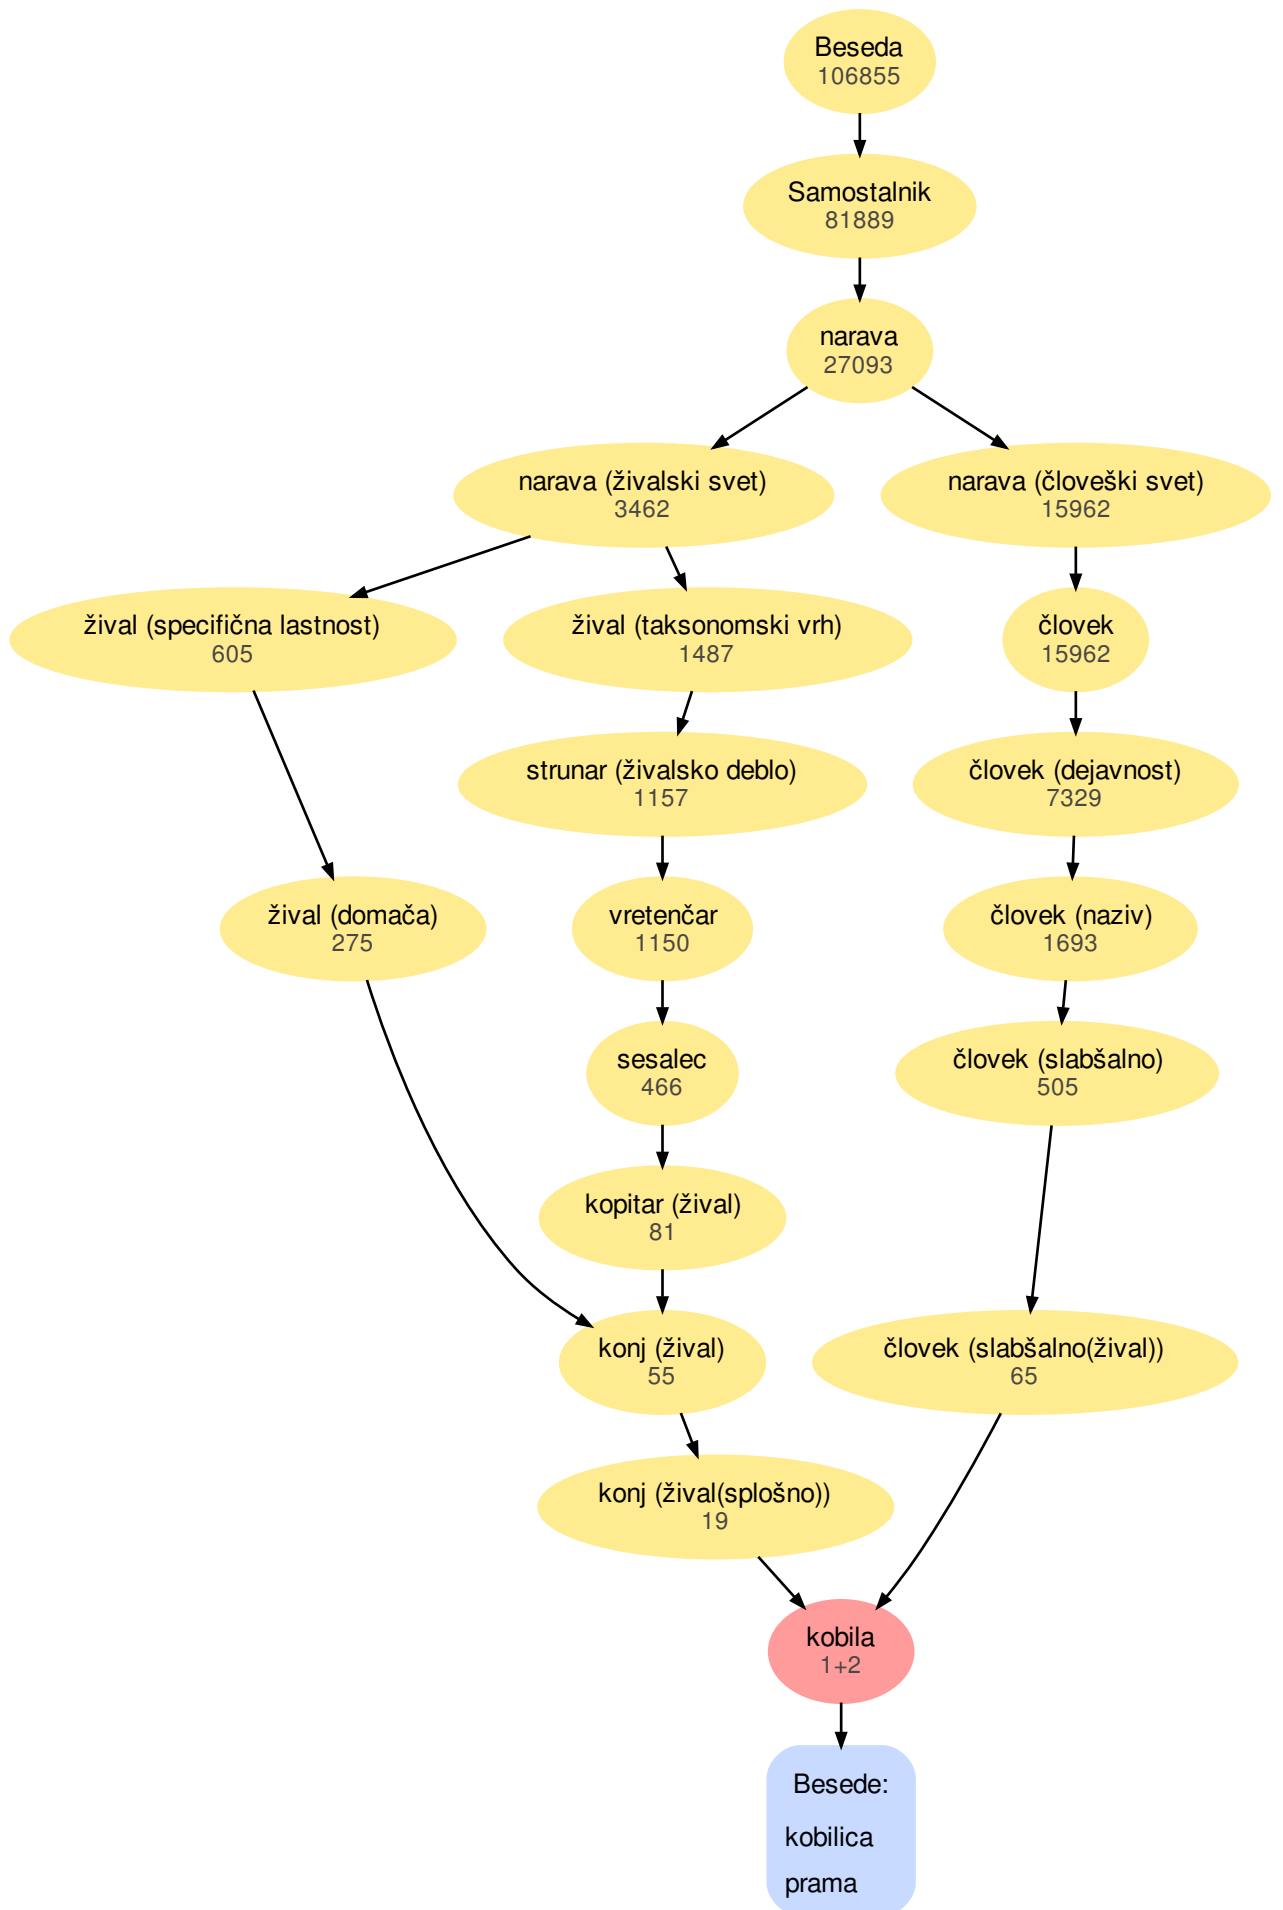 Beseda
106855
Samostalnik
81889
narava
27093
narava (živalski svet)
3462
narava (človeški svet)
15962
žival (specifična lastnost)
605
žival (taksonomski vrh)
1487
človek
15962
strunar (živalsko deblo)
1157
človek (dejavnost)
7329
žival (domača)
275
vretenčar
1150
človek (naziv)
1693
sesalec
466
človek (slabšalno)
505
kopitar (žival)
81
konj (žival)
55
človek (slabšalno(žival))
65
konj (žival(splošno))
19
kobila
1+2
Besede:
kobilica
prama